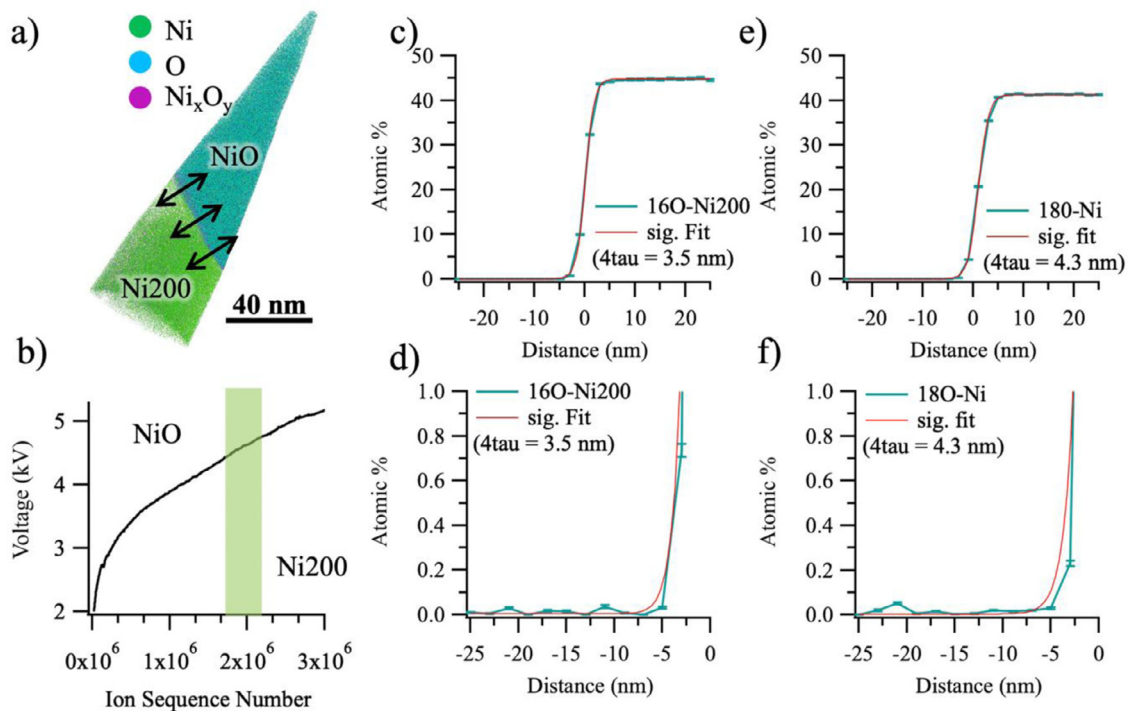 a)
Ni
O
NixOy
NiO
Ni200
40 nm
b)
Voltage (kV)
5
4
3
2
NiO
Ni200
0x10^6
1x10^6
2x10^6
3x10^6
Ion Sequence Number
c)
Atomic %
50
40
30
20
10
0
16O-Ni200
sig. Fit
(4tau = 3.5 nm)
-20
-10
0
10
20
Distance (nm)
d)
Atomic %
1.0
0.8
0.6
0.4
0.2
0.0
16O-Ni200
sig. Fit
(4tau = 3.5 nm)
-25
-20
-15
-10
-5
0
Distance (nm)
e)
Atomic %
50
40
30
20
10
0
180-Ni
sig. fit
(4tau = 4.3 nm)
-20
-10
0
10
20
Distance (nm)
f)
Atomic %
1.0
0.8
0.6
0.4
0.2
0.0
18O-Ni
sig. fit
(4tau = 4.3 nm)
-25
-20
-15
-10
-5
0
Distance (nm)